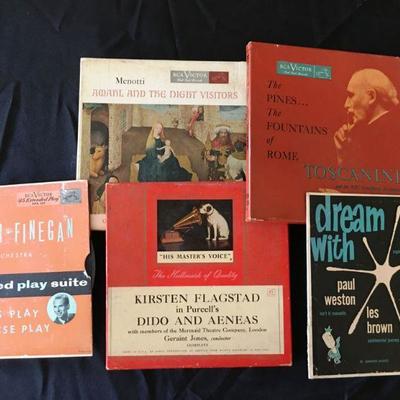 RCA VICTOR
Menotti
AMAHL AND THE NIGHT VISITORS
RCA VICTOR
The
PINES...
The
FOUNTAINS
of
ROME
TOSCANINI
RCA VICTOR
45 Extended Play
FINEGAN
ORCHESTRA
play suite
PLAY
PLAY
"HIS MASTER'S VOICE"
The Hallmark of Quality
KIRSTEN FLAGSTAD
in Purcell's
DIDO AND AENEAS
with members of the Mermaid Theatre Company, London
Geraint Jones, conductor
COMPLETE
dream
with
paul
weston
les
brown